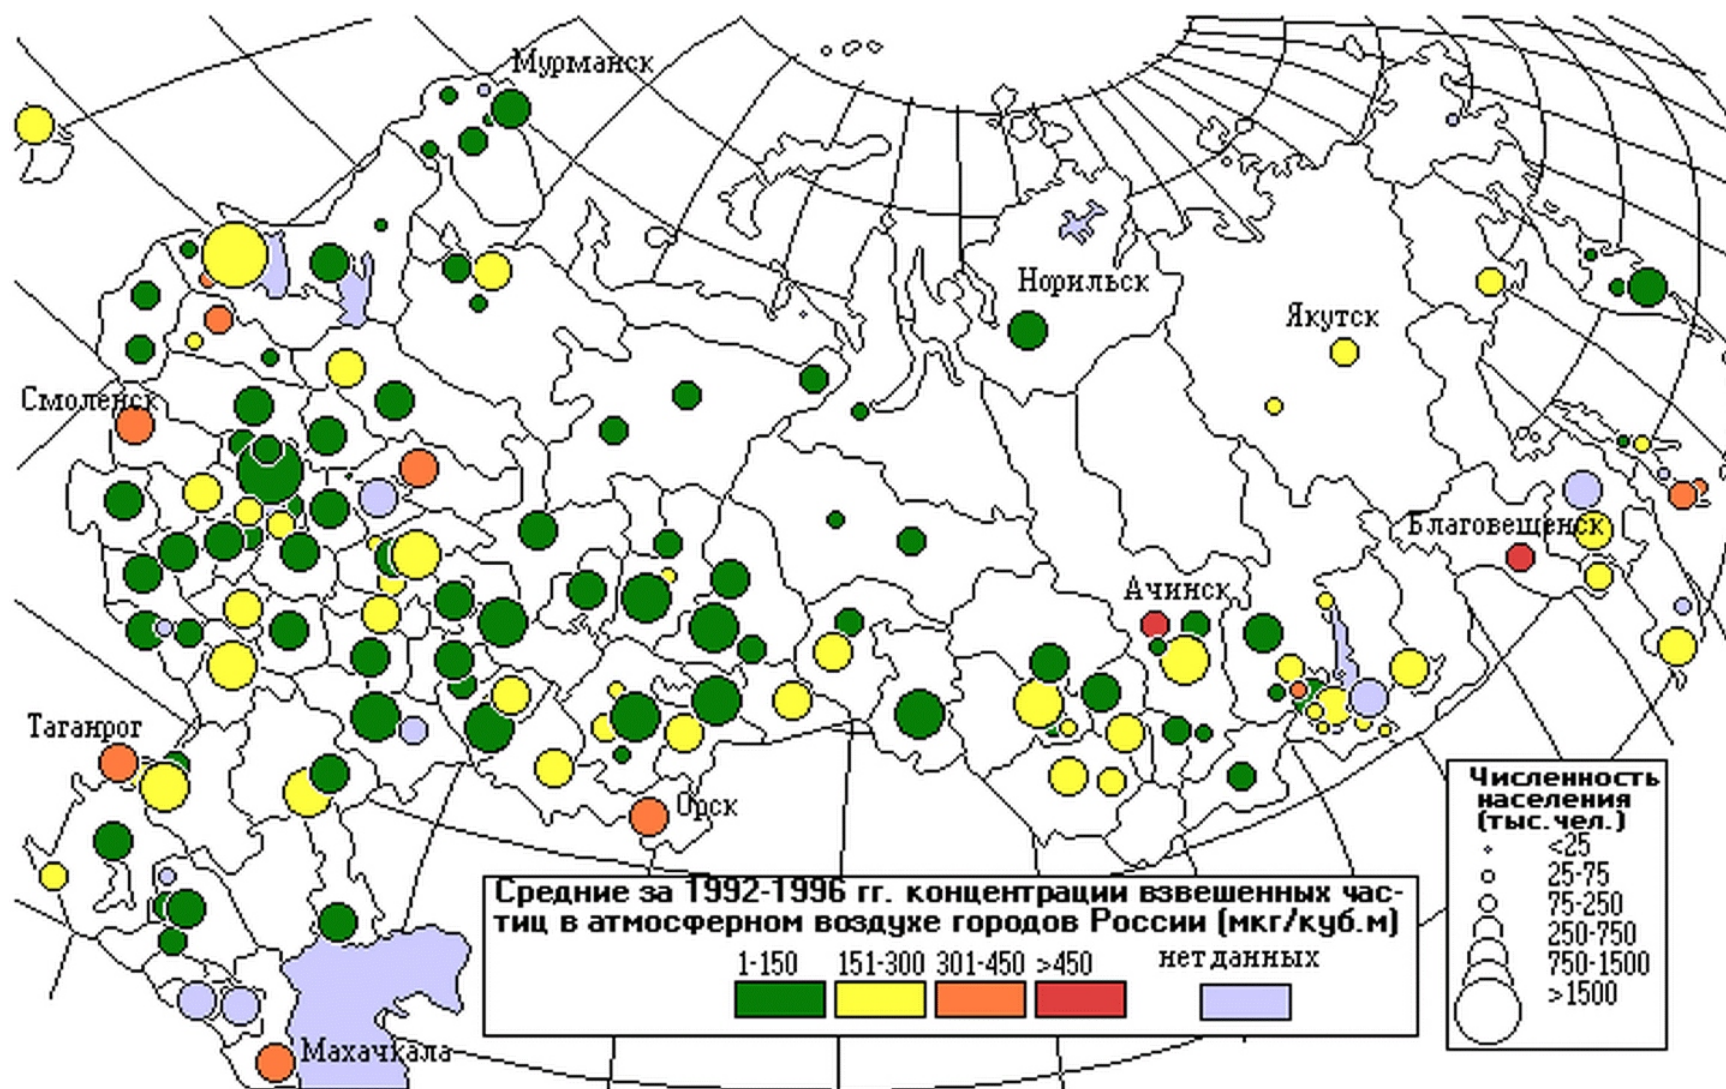 Мурманск
Норильск
Якутск
Смоленск
Благовещенск
Ачинск
Таганрог
Орск
Численность
населения
(тыс.чел.)
<25
25-75
75-250
250-750
750-1500
>1500
Средние за 1992-1996 гг. концентрации взвешенных час-
тиц в атмосферном воздухе городов России (мкг/куб.м)
1-150 151-300 301-450 >450 нет данных
Махачкала